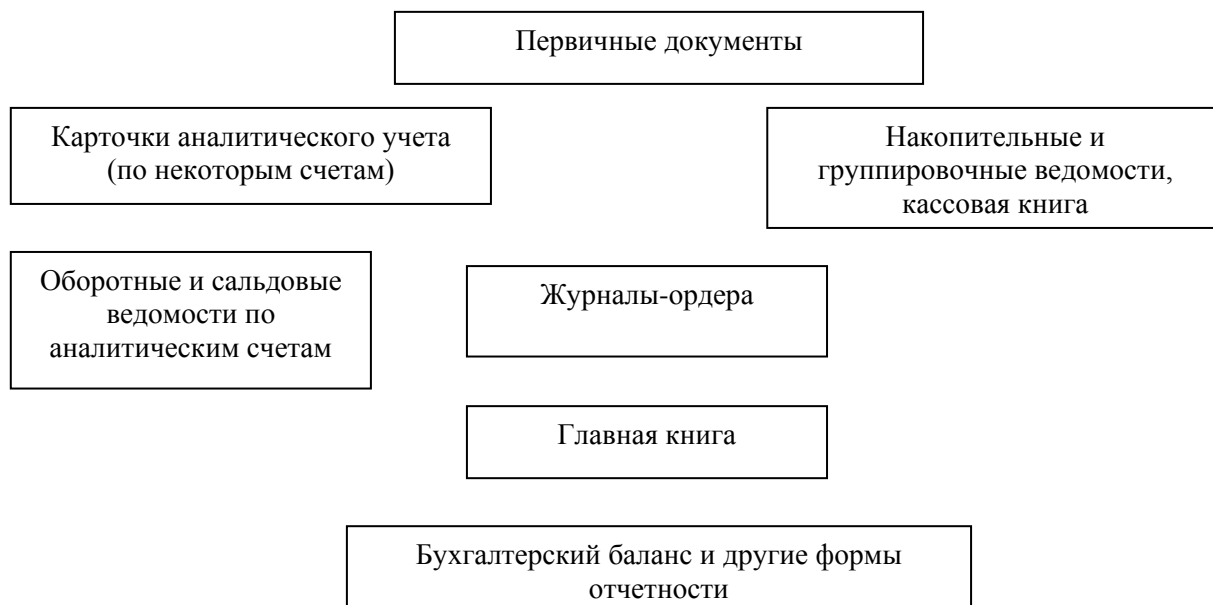 Первичные документы
Карточки аналитического учета
(по некоторым счетам)
Накопительные и
группировочные ведомости,
кассовая книга
Оборотные и сальдовые
ведомости по
аналитическим счетам
Журналы-ордера
Главная книга
Бухгалтерский баланс и другие формы
отчетности